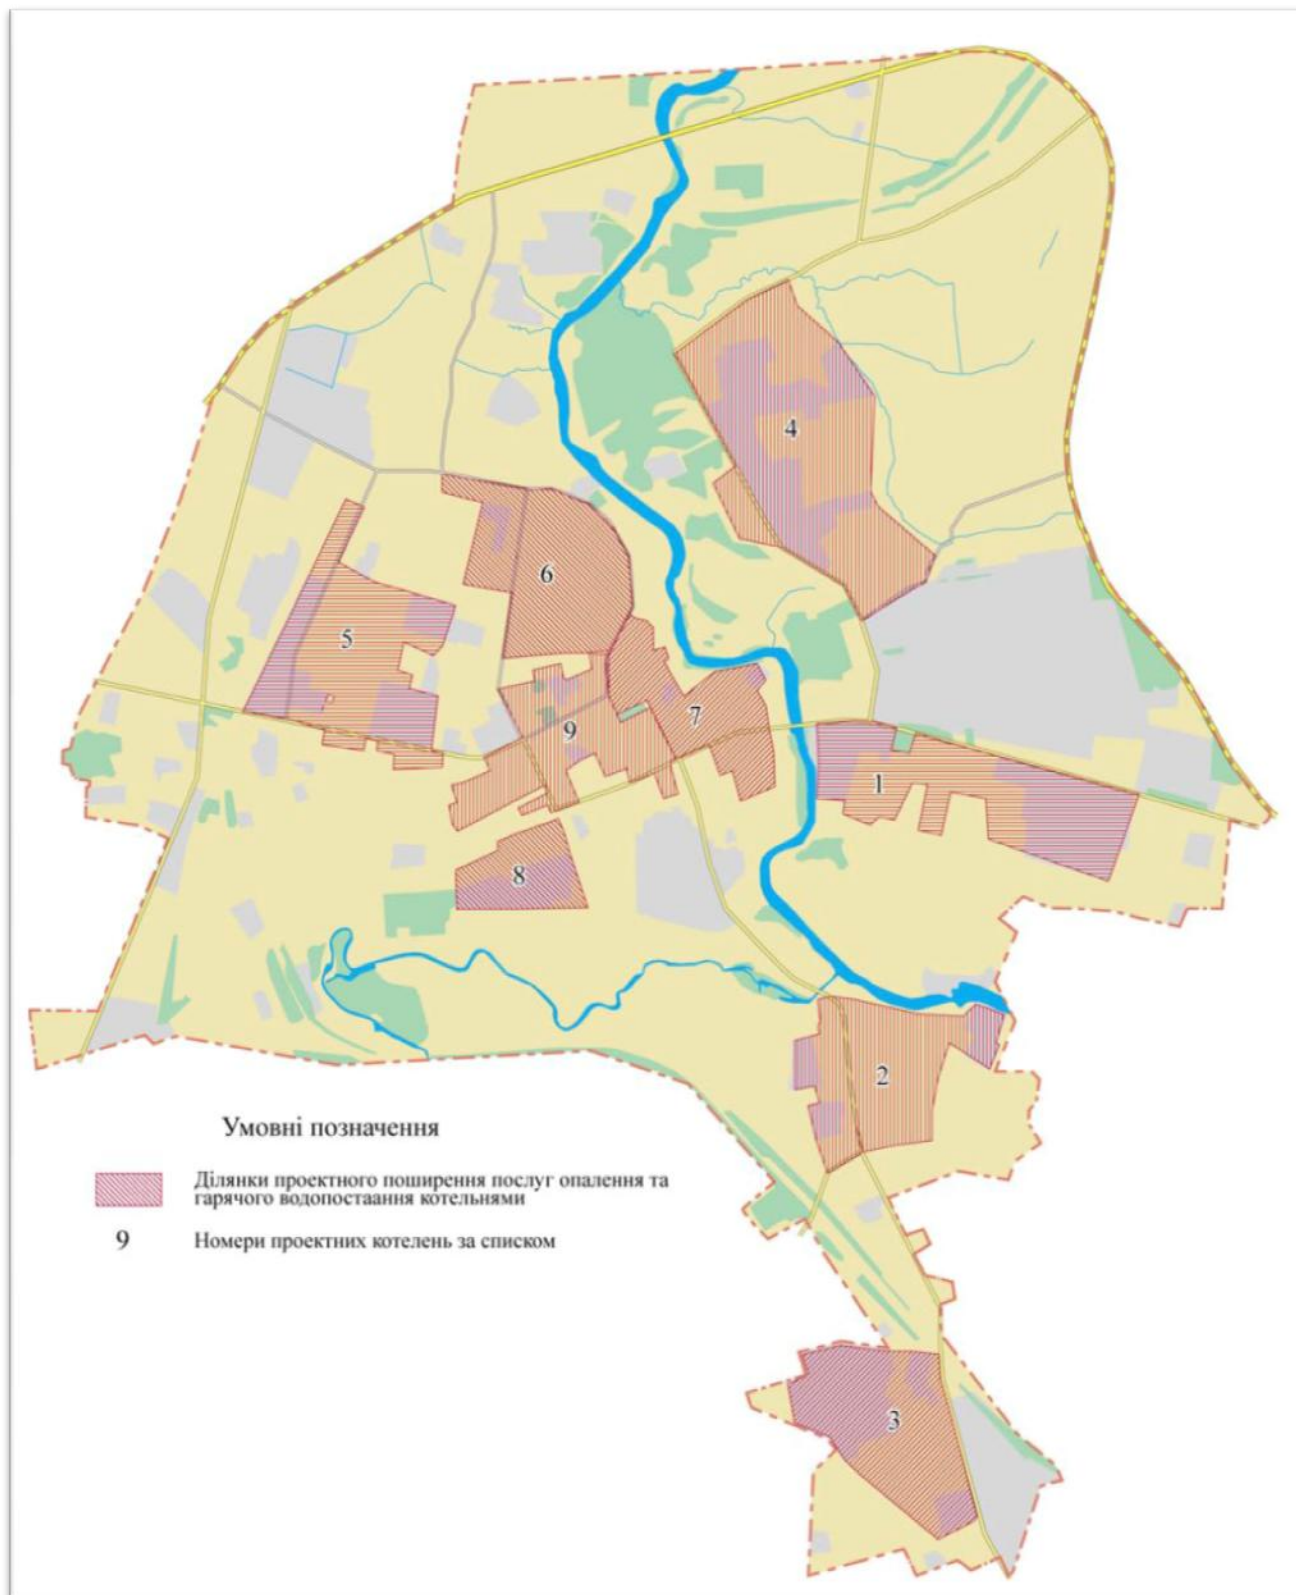 4
6
5
7
9
1
8
2
Умовні позначення
Ділянки проектного поширення послуг опалення та
гарячого водопостаання котельнями
9
Номери проектних котелень за списком
3